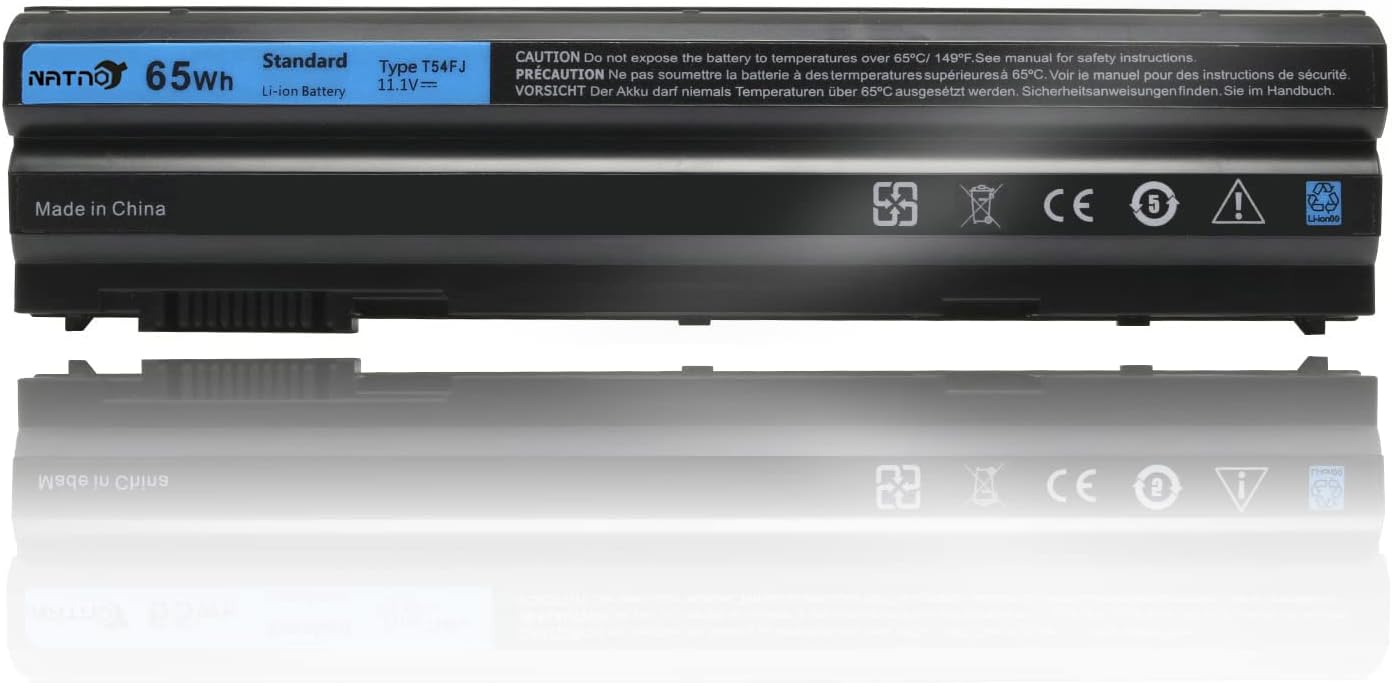 NATNO
65Wh
Standard
Li-ion Battery
Type T54FJ
11.1V
CAUTION Do not expose the battery to temperatures over 65ºC/ 149ºF.See manual for safety instructions.
PRÉCAUTION Ne pas soumettre la batterie à des termperatures supérieures à 65ºC. Voir ie manuel pour des instructions de sécurité.
VORSICHT Der Akku darf niemals Temperaturen über 65ºC ausgesétzt werden. Sicherheitsanweisungen finden. Sie im Handbuch.
Made in China
CE
5
Li-ion00